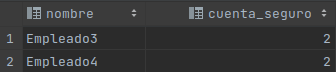 nombre cuenta_seguro
1 Empleado3 2
2 Empleado4 2